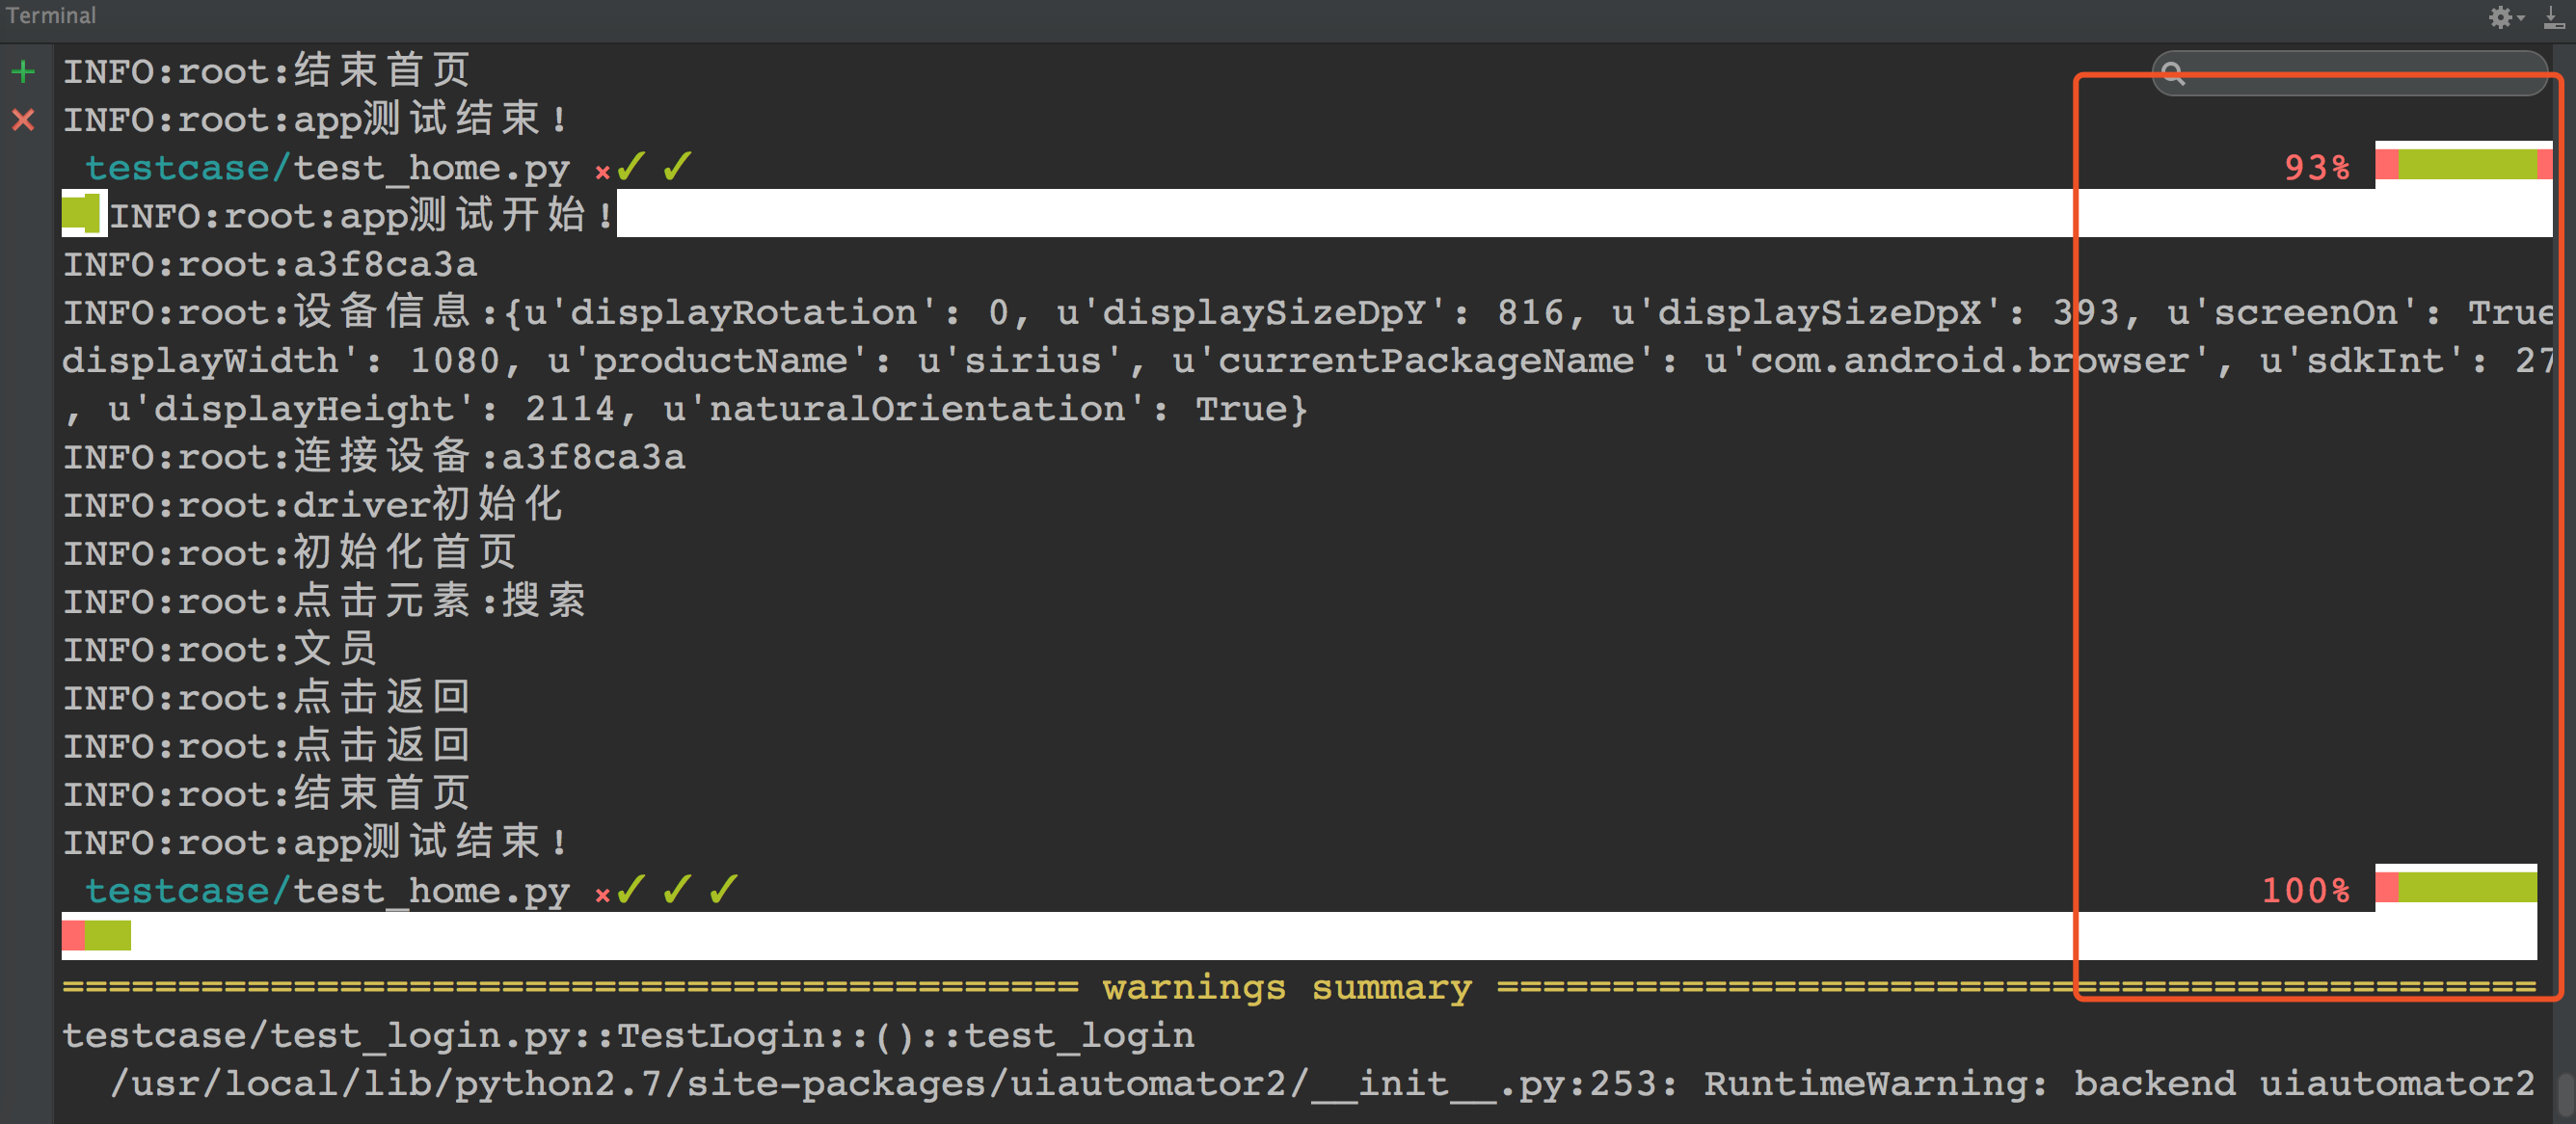 Terminal
INFO:root:结束首页
INFO:root:app测试结束!
testcase/test_home.py ×✓ ✓ 93%
INFO:root:app测试开始!
INFO:root:a3f8ca3a
INFO:root:设备信息:{u'displayRotation': 0, u'displaySizeDpY': 816, u'displaySizeDpX': 393, u'screenOn': True
displayWidth': 1080, u'productName': u'sirius', u'currentPackageName': u'com.android.browser', u'sdkInt': 27
, u'displayHeight': 2114, u'naturalOrientation': True}
INFO:root:连接设备:a3f8ca3a
INFO:root:driver初始化
INFO:root:初始化首页
INFO:root:点击元素:搜索
INFO:root:文员
INFO:root:点击返回
INFO:root:点击返回
INFO:root:结束首页
INFO:root:app测试结束!
testcase/test_home.py ×✓ ✓ ✓ 100%
============================================ warnings summary =============================================
testcase/test_login.py::TestLogin::()::test_login
/usr/local/lib/python2.7/site-packages/uiautomator2/__init__.py:253: RuntimeWarning: backend uiautomator2